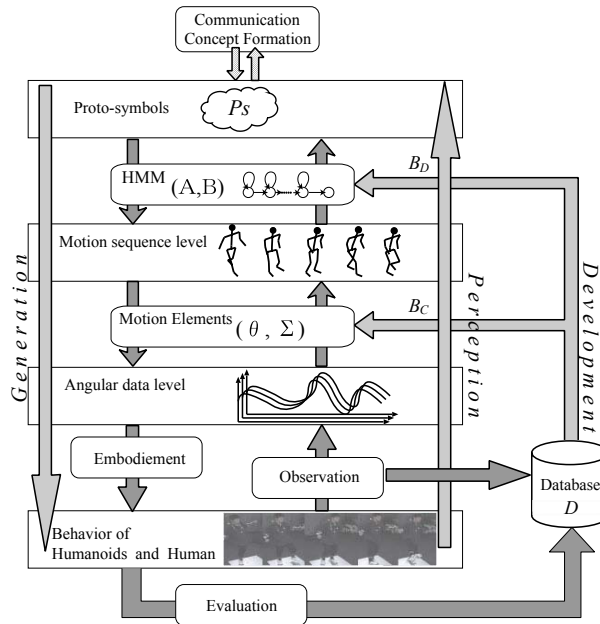 Communication
Concept Formation
Proto-symbols
Ps
HMM (A,B)
B_D
Motion sequence level
Motion Elements
(θ, Σ)
B_C
Angular data level
Embodiement
Observation
Database
D
Behavior of
Humanoids and Human
Evaluation
Generation
Perception
Development